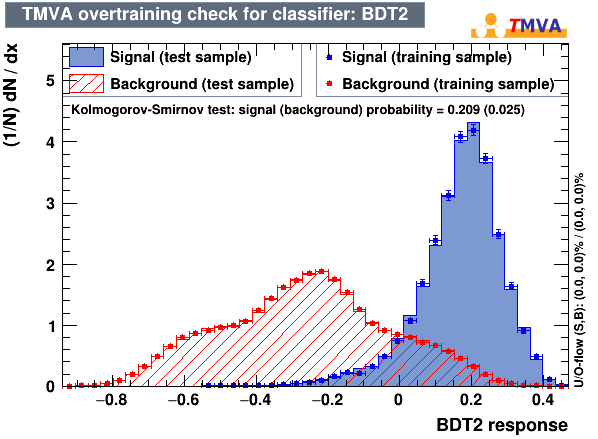 TMVA overtraining check for classifier: BDT2
TMVA
Signal (test sample)
Signal (training sample)
Background (test sample)
Background (training sample)
Kolmogorov-Smirnov test: signal (background) probability = 0.209 (0.025)
(1/N) dN / dx
5
4
3
2
1
0
−0.8
−0.6
−0.4
−0.2
0
0.2
0.4
BDT2 response
U/O-flow (S,B): (0.0, 0.0)% / (0.0, 0.0)%